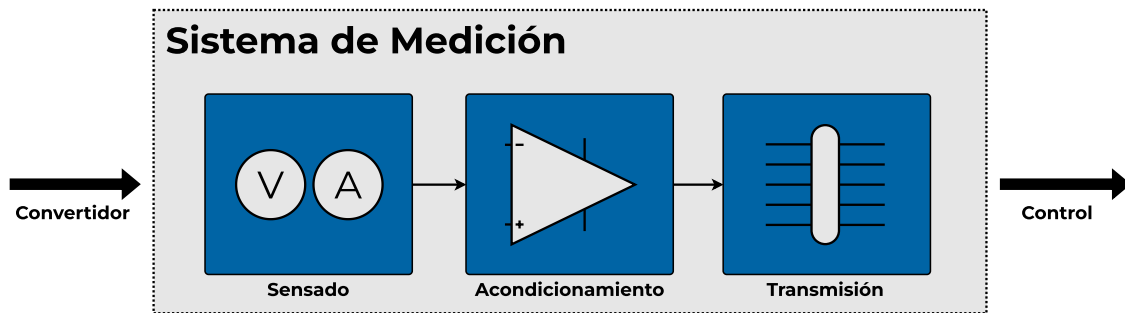 Sistema de Medición
V A
Convertidor
Control
Sensado
Acondicionamiento
Transmisión